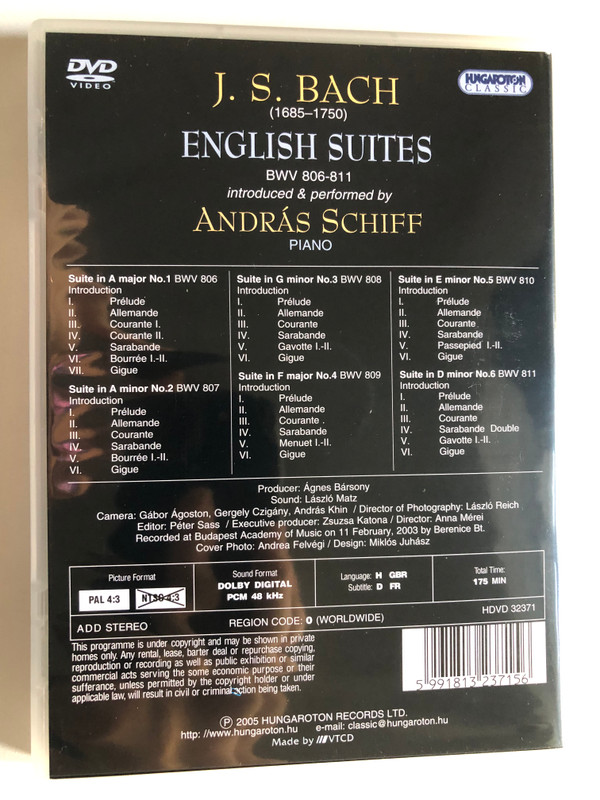 DVD
VIDEO
HUNGAROTON
CLASSIC
J. S. BACH
(1685–1750)
ENGLISH SUITES
BWV 806-811
introduced & performed by
ANDRÁS SCHIFF
PIANO
Suite in A major No.1 BWV 806
Introduction
I. Prélude
II. Allemande
III. Courante I.
IV. Courante II.
V. Sarabande
VI. Bourrée I.-II.
VII. Gigue
Suite in A minor No.2 BWV 807
Introduction
I. Prélude
II. Allemande
III. Courante
IV. Sarabande
V. Bourrée I.-II.
VI. Gigue
Suite in G minor No.3 BWV 808
Introduction
I. Prélude
II. Allemande
III. Courante
IV. Sarabande
V. Gavotte I.-II.
VI. Gigue
Suite in F major No.4 BWV 809
Introduction
I. Prélude
II. Allemande
III. Courante
IV. Sarabande
V. Menuet I.-II.
VI. Gigue
Suite in E minor No.5 BWV 810
Introduction
I. Prélude
II. Allemande
III. Courante
IV. Sarabande
V. Passepied I.-II.
VI. Gigue
Suite in D minor No.6 BWV 811
Introduction
I. Prélude
II. Allemande
III. Courante
IV. Sarabande Double
V. Gavotte I.-II.
VI. Gigue
Producer: Ágnes Bársony
Sound: László Matz
Camera: Gábor Ágoston, Gergely Czigány, András Khin / Director of Photography: László Reich
Editor: Péter Sass / Executive producer: Zsuzsa Katona / Director: Anna Mérei
Recorded at Budapest Academy of Music on 11 February, 2003 by Berenice Bt.
Cover Photo: Andrea Felvégi / Design: Miklós Juhász
Picture Format
PAL 4:3 NTSC 4:3
Sound Format
DOLBY DIGITAL
PCM 48 kHz
Language: H GBR
Subtitle: D FR
Total Time:
175 MIN
ADD STEREO
REGION CODE: 0 (WORLDWIDE)
HDVD 32371
This programme is under copyright and may be shown in private
homes only. Any rental, lease, barter deal or repurchase copying,
reproduction or recording as well as public exhibition or similar
commercial acts serving the some economic purpose or their
sufferance, unless permitted by the copyright holder or under
applicable law, will result in civil or criminal action being taken.
5 991813 237156
℗ 2005 HUNGAROTON RECORDS LTD.
http: //www.hungaroton.hu e-mail: classic@hungaroton.hu
Made by VTCD